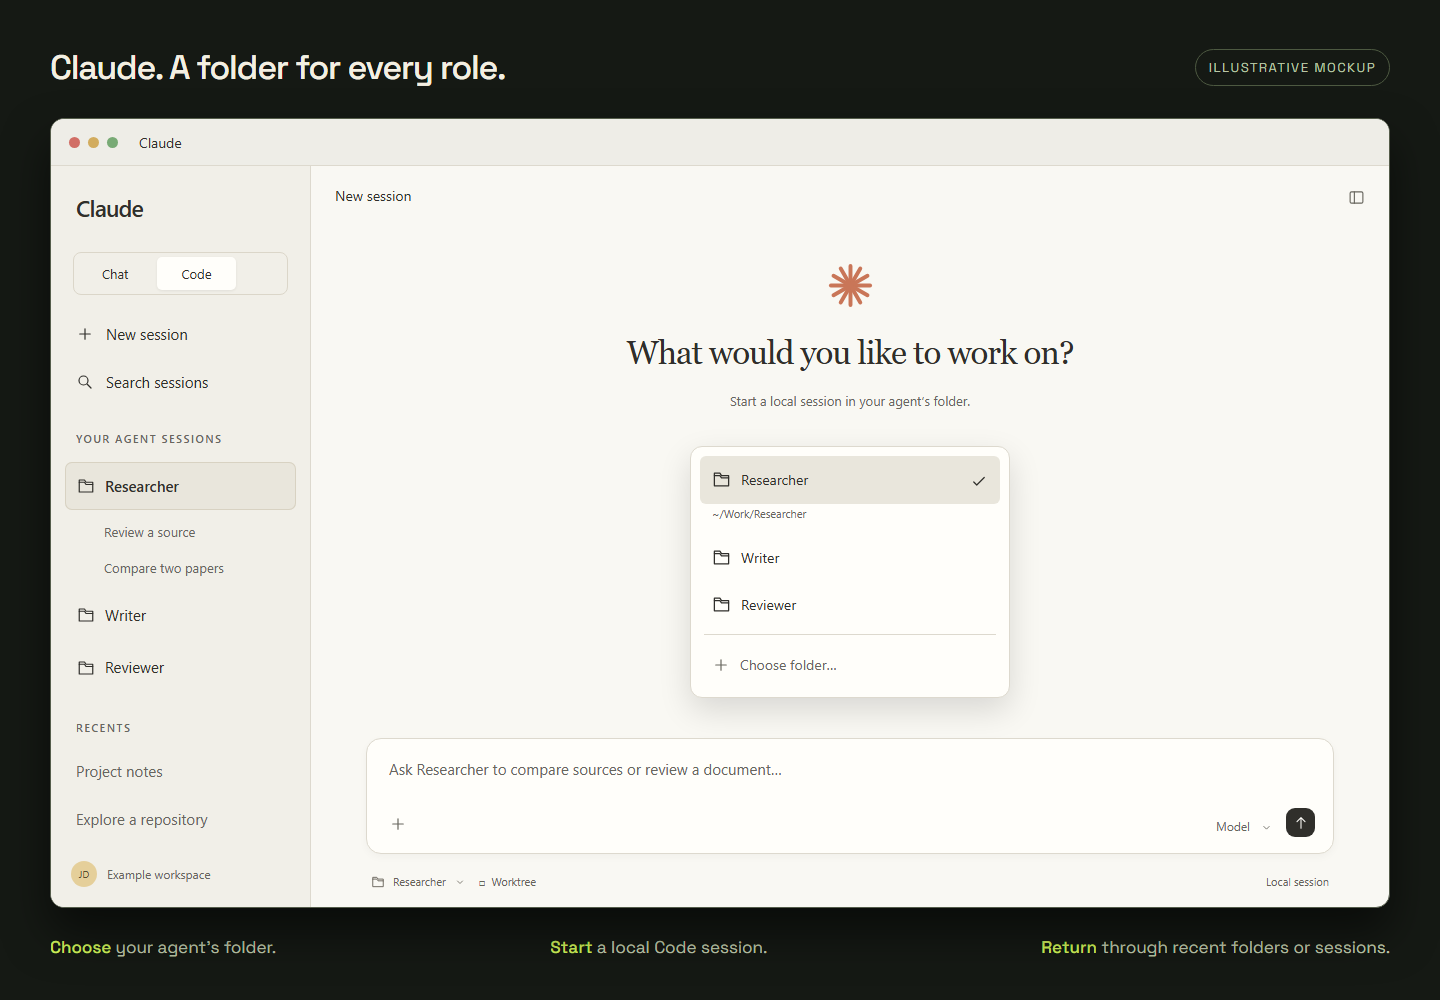 Claude. A folder for every role.
ILLUSTRATIVE MOCKUP
Claude
Claude
Chat
Code
New session
Search sessions
YOUR AGENT SESSIONS
Researcher
Review a source
Compare two papers
Writer
Reviewer
RECENTS
Project notes
Explore a repository
JD
Example workspace
New session
What would you like to work on?
Start a local session in your agent's folder.
Researcher
~/Work/Researcher
Writer
Reviewer
Choose folder...
Ask Researcher to compare sources or review a document...
Model
Researcher
Worktree
Local session
Choose your agent's folder.
Start a local Code session.
Return through recent folders or sessions.